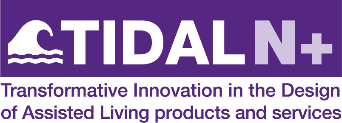 TIDAL N+
Transformative Innovation in the Design
of Assisted Living products and services